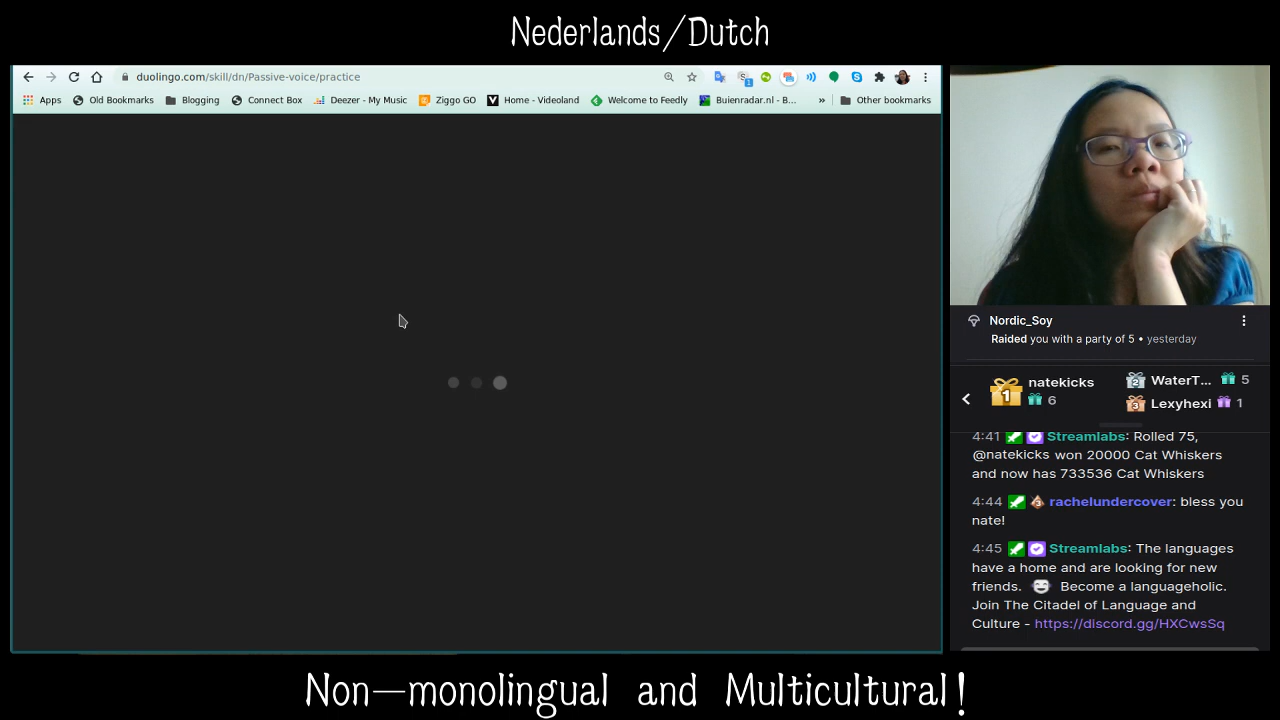 Nederlands/Dutch
duolingo.com/skill/dn/Passive-voice/practice
Apps Old Bookmarks Blogging Connect Box Deezer - My Music Ziggo GO Home - Videoland Welcome to Feedly Buienradar.nl - B... » Other bookmarks
Nordic_Soy
Raided you with a party of 5 • yesterday
1 natekicks 6
2 WaterT... 5
3 Lexyhexi 1
4:41 Streamlabs: Rolled 75,
@natekicks won 20000 Cat Whiskers
and now has 733536 Cat Whiskers
4:44 rachelundercover: bless you
nate!
4:45 Streamlabs: The languages
have a home and are looking for new
friends. Become a languageholic.
Join The Citadel of Language and
Culture - https://discord.gg/HXCwsSq
Non-monolingual and Multicultural!